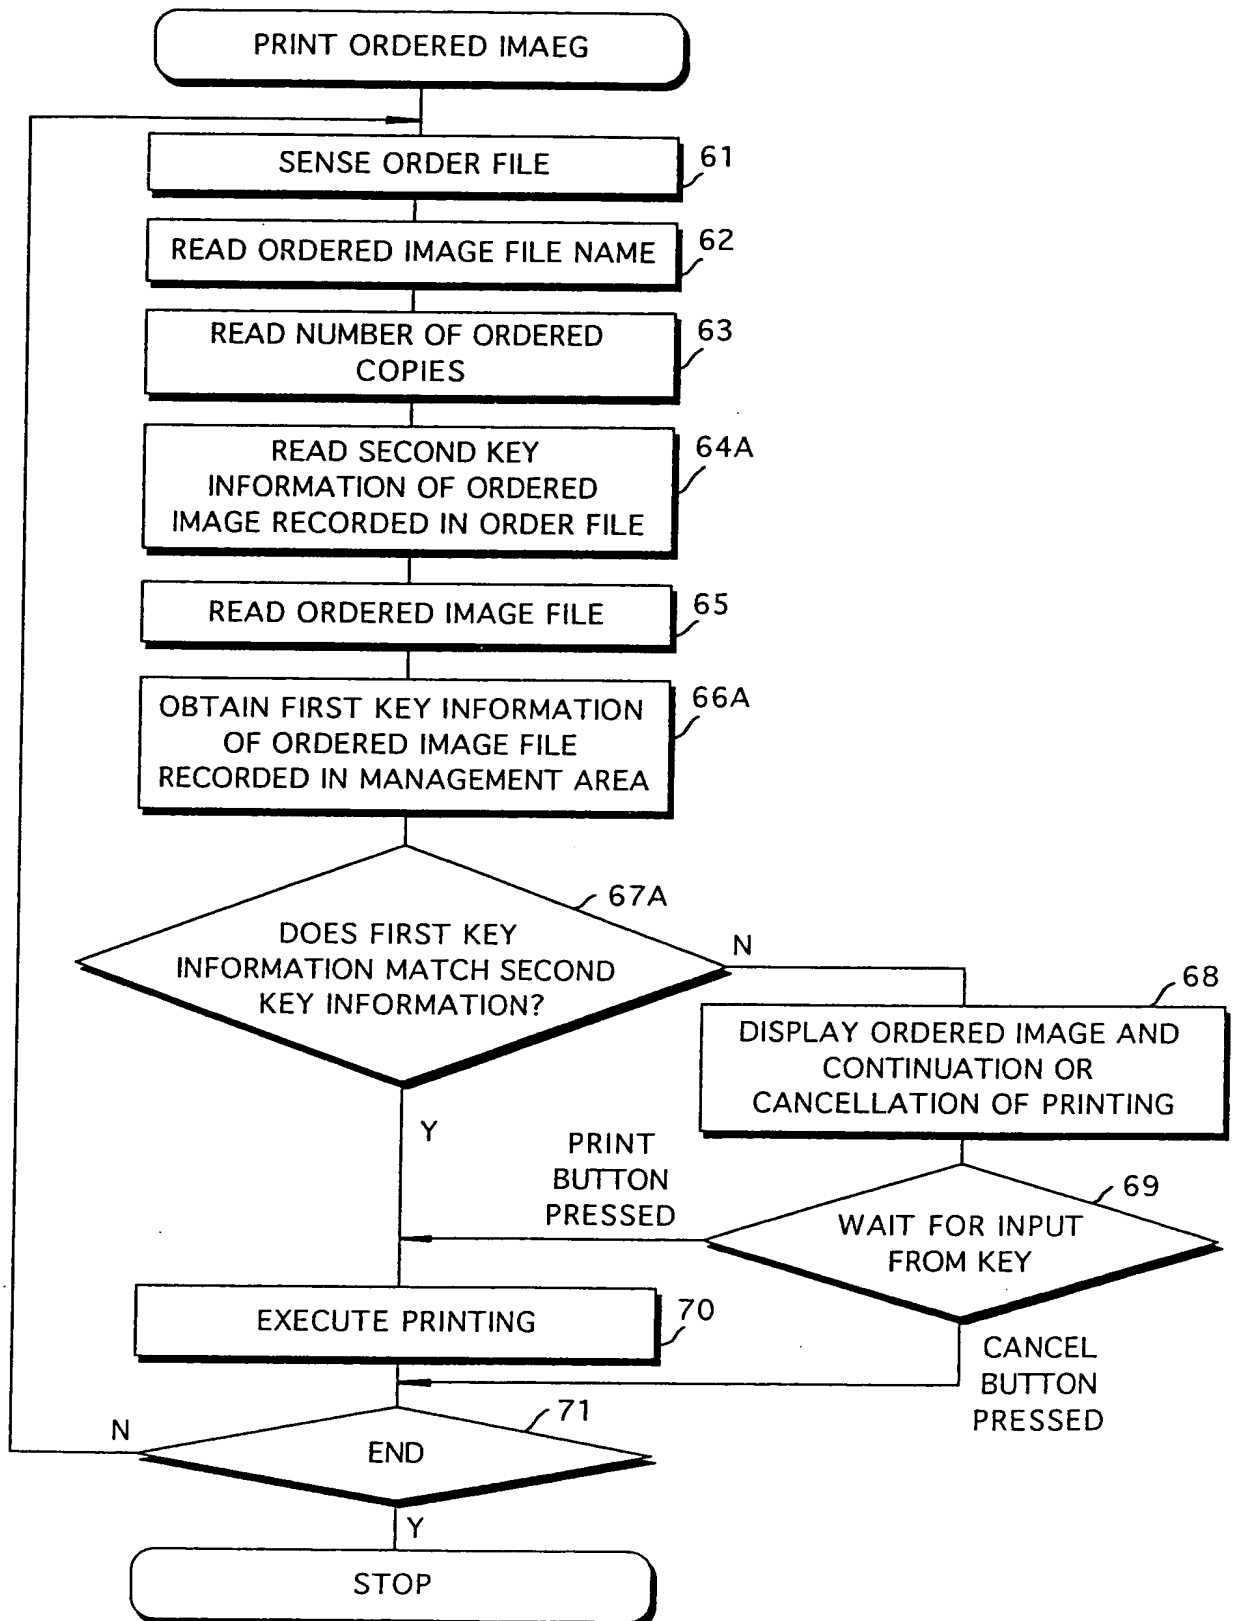 PRINT ORDERED IMAEG
SENSE ORDER FILE
61
READ ORDERED IMAGE FILE NAME
62
READ NUMBER OF ORDERED
COPIES
63
READ SECOND KEY
INFORMATION OF ORDERED
IMAGE RECORDED IN ORDER FILE
64A
READ ORDERED IMAGE FILE
65
OBTAIN FIRST KEY INFORMATION
OF ORDERED IMAGE FILE
RECORDED IN MANAGEMENT AREA
66A
67A
DOES FIRST KEY
INFORMATION MATCH SECOND
KEY INFORMATION?
N
68
DISPLAY ORDERED IMAGE AND
CONTINUATION OR
CANCELLATION OF PRINTING
Y
PRINT
BUTTON
PRESSED
69
WAIT FOR INPUT
FROM KEY
EXECUTE PRINTING
70
CANCEL
BUTTON
PRESSED
71
N
END
Y
STOP